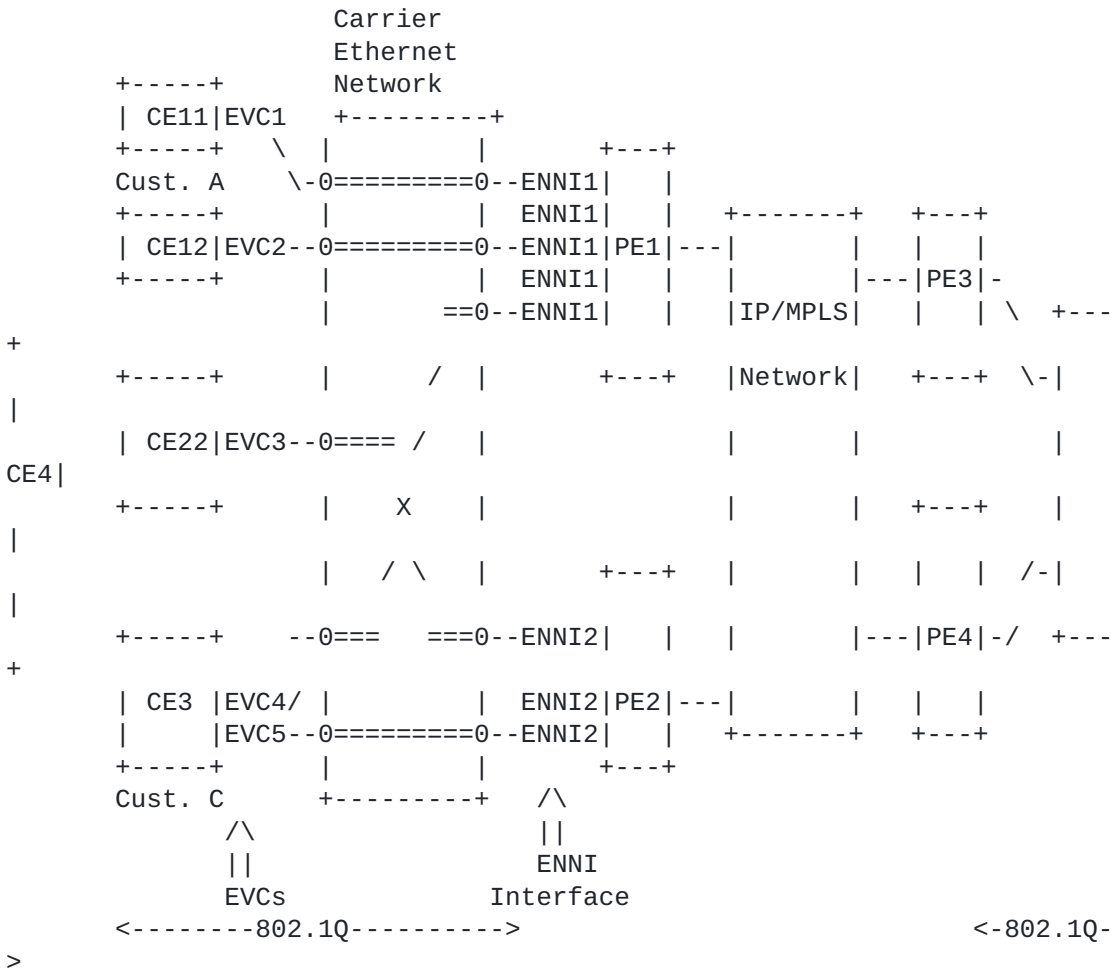 Carrier
                    Ethernet
       +-----+      Network
       | CE11|EVC1  +---------+
       +-----+   \  |         |       +---+
       Cust. A    \-0=========0--ENNI1|   |
       +-----+      |         |  ENNI1|   |   +-------+   +---+
       | CE12|EVC2--0=========0--ENNI1|PE1|---|       |   |   |
       +-----+      |         |  ENNI1|   |   |       |---|PE3|-
                    |       ==0--ENNI1|   |   |IP/MPLS|   |   | \  +---
+
       +-----+      |      /  |       +---+   |Network|   +---+  \-|
|
       | CE22|EVC3--0==== /   |               |       |            |
CE4|
       +-----+      |    X    |               |       |   +---+    |
|
                    |   / \   |       +---+   |       |   |   |  /-|
|
       +-----+    --0===   ===0--ENNI2|   |   |       |---|PE4|-/  +---
+
       | CE3 |EVC4/ |         |  ENNI2|PE2|---|       |   |   |
       |     |EVC5--0=========0--ENNI2|   |   +-------+   +---+
       +-----+      |         |       +---+
       Cust. C      +---------+   /\
              /\                  ||
              ||                 ENNI
              EVCs             Interface
       <--------802.1Q---------->                             <-802.1Q-
>